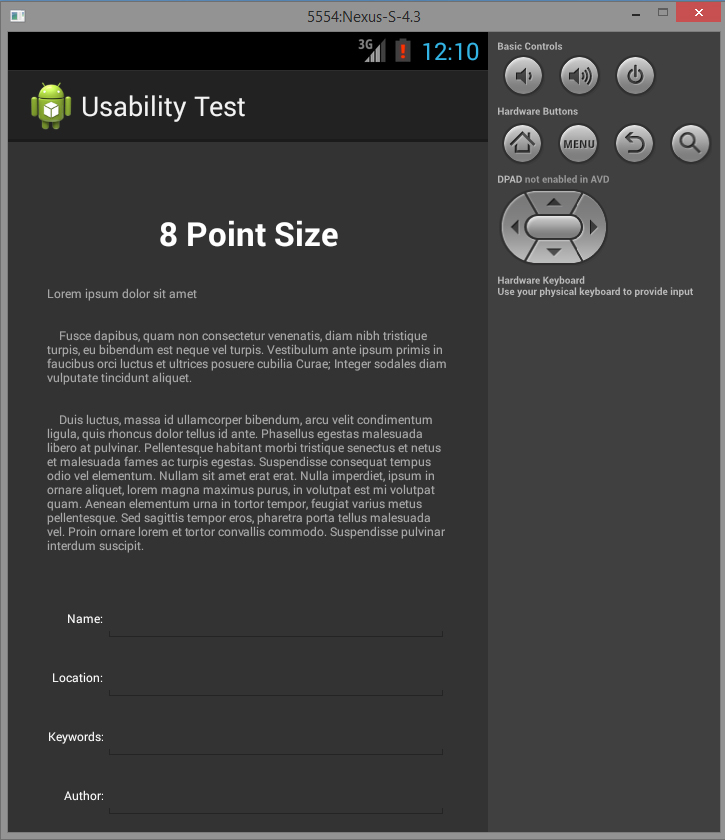 5554:Nexus-S-4.3
3G
12:10
Usability Test
8 Point Size
Lorem ipsum dolor sit amet
Fusce dapibus, quam non consectetur venenatis, diam nibh tristique
turpis, eu bibendum est neque vel turpis. Vestibulum ante ipsum primis in
faucibus orci luctus et ultrices posuere cubilia Curae; Integer sodales diam
vulputate tincidunt aliquet.
Duis luctus, massa id ullamcorper bibendum, arcu velit condimentum
ligula, quis rhoncus dolor tellus id ante. Phasellus egestas malesuada
libero at pulvinar. Pellentesque habitant morbi tristique senectus et netus
et malesuada fames ac turpis egestas. Suspendisse consequat tempus
odio vel elementum. Nullam sit amet erat erat. Nulla imperdiet, ipsum in
ornare aliquet, lorem magna maximus purus, in volutpat est mi volutpat
quam. Aenean elementum urna in tortor tempor, feugiat varius metus
pellentesque. Sed sagittis tempor eros, pharetra porta tellus malesuada
vel. Proin ornare lorem et tortor convallis commodo. Suspendisse pulvinar
interdum suscipit.
Name:
Location:
Keywords:
Author:
Basic Controls
Hardware Buttons
MENU
DPAD not enabled in AVD
Hardware Keyboard
Use your physical keyboard to provide input